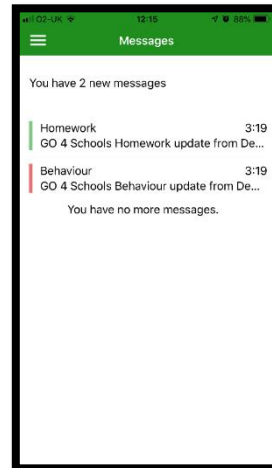 O2-UK 12:15 88%
Messages
You have 2 new messages
Homework 3:19
GO 4 Schools Homework update from De...
Behaviour 3:19
GO 4 Schools Behaviour update from De...
You have no more messages.